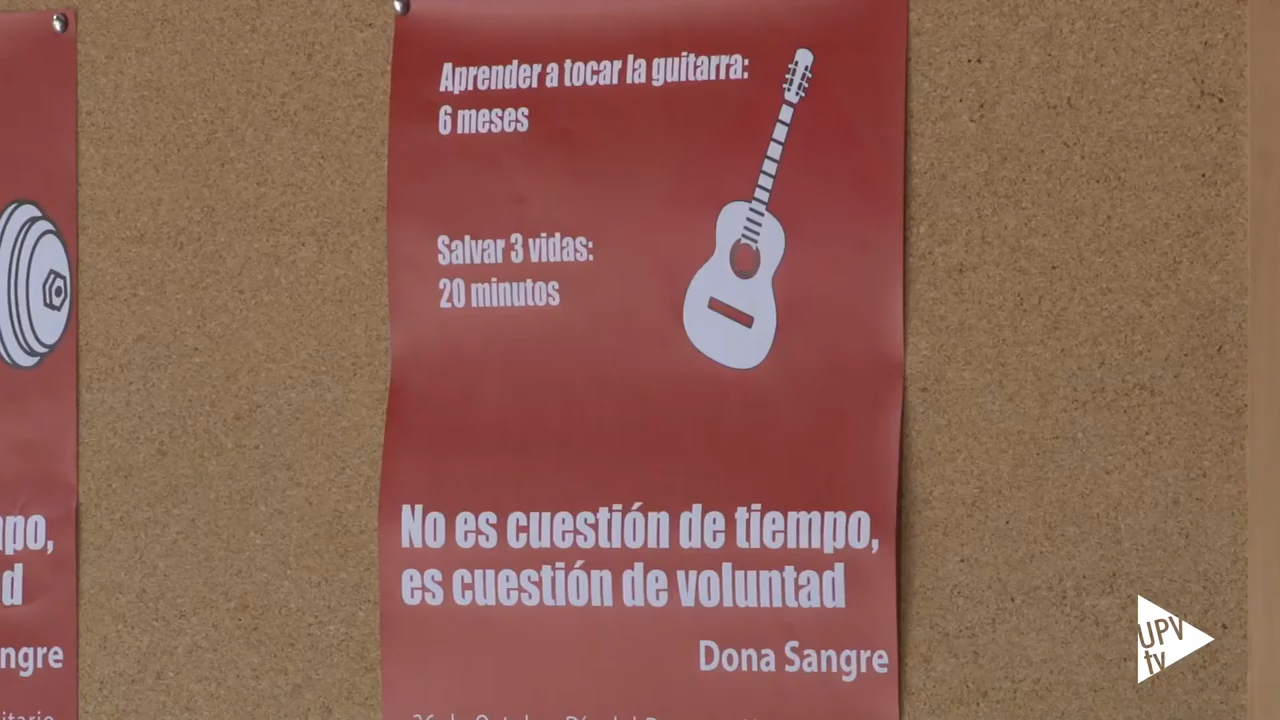 Aprender a tocar la guitarra:
6 meses
Salvar 3 vidas:
20 minutos
No es cuestión de tiempo,
es cuestión de voluntad
Dona Sangre
UPV
tv